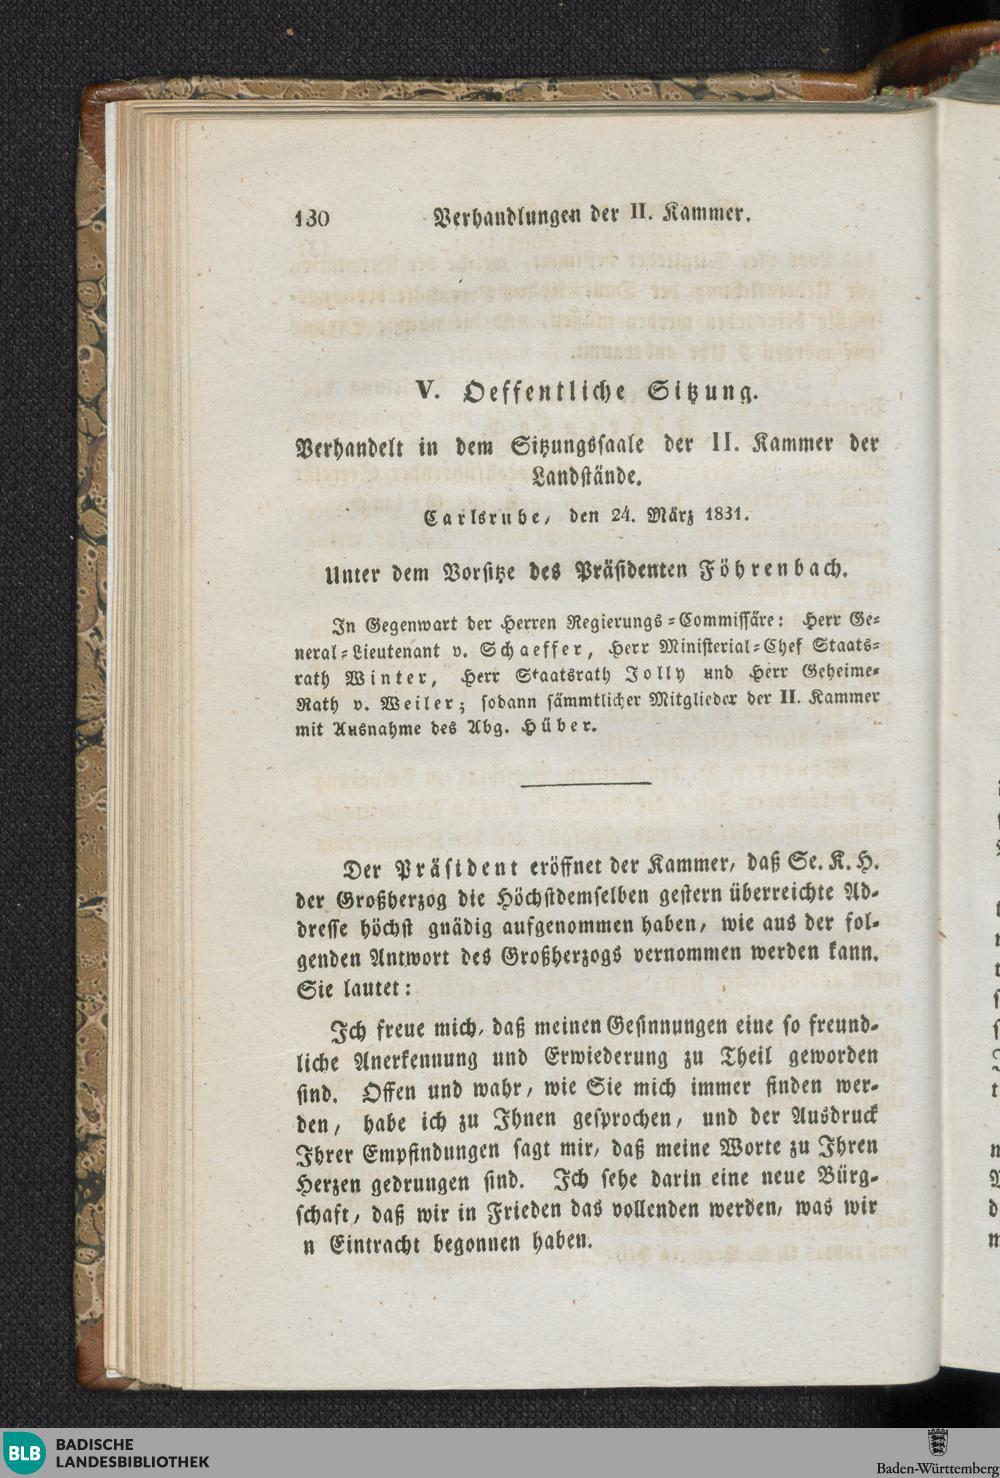 130 Verhandlungen der II. Kammer.
V. Oeffentliche Sitzung.
Verhandelt in dem Sitzungssaale der II. Kammer der
Landstände.
Carlsruhe, den 24. März 1831.
Unter dem Vorsitze des Präsidenten Föhrenbach.
In Gegenwart der Herren Regierungs-Commissäre: Herr Ge-
neral-Lieutenant v. Schaeffer, Herr Ministerial-Chef Staats-
rath Winter, Herr Staatsrath Jolly und Herr Geheime-
Rath v. Weiler; sodann sämmtlicher Mitglieder der II. Kammer
mit Ausnahme des Abg. Hüber.
Der Präsident eröffnet der Kammer, daß Se. K. H.
der Großherzog die Höchstdemselben gestern überreichte Ad-
dresse höchst gnädig aufgenommen haben, wie aus der fol-
genden Antwort des Großherzogs vernommen werden kann.
Sie lautet:
Ich freue mich, daß meinen Gesinnungen eine so freund-
liche Anerkennung und Erwiederung zu Theil geworden
sind. Offen und wahr, wie Sie mich immer finden wer-
den, habe ich zu Ihnen gesprochen, und der Ausdruck
Ihrer Empfindungen sagt mir, daß meine Worte zu Ihren
Herzen gedrungen sind. Ich sehe darin eine neue Bürg-
schaft, daß wir in Frieden das vollenden werden, was wir
n Eintracht begonnen haben.
BLB BADISCHE
LANDESBIBLIOTHEK
Baden-Württemberg